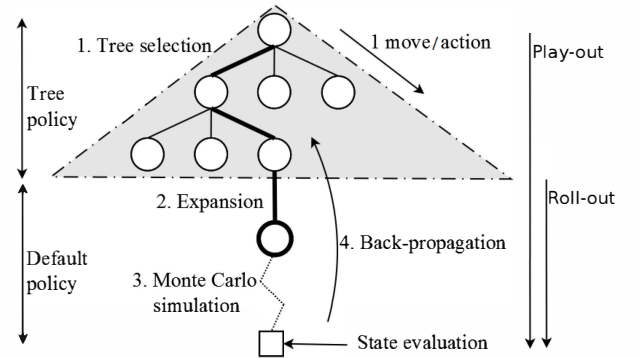 1. Tree selection
1 move/action
Play-out
Tree
policy
2. Expansion
Roll-out
4. Back-propagation
Default
policy
3. Monte Carlo
simulation
State evaluation